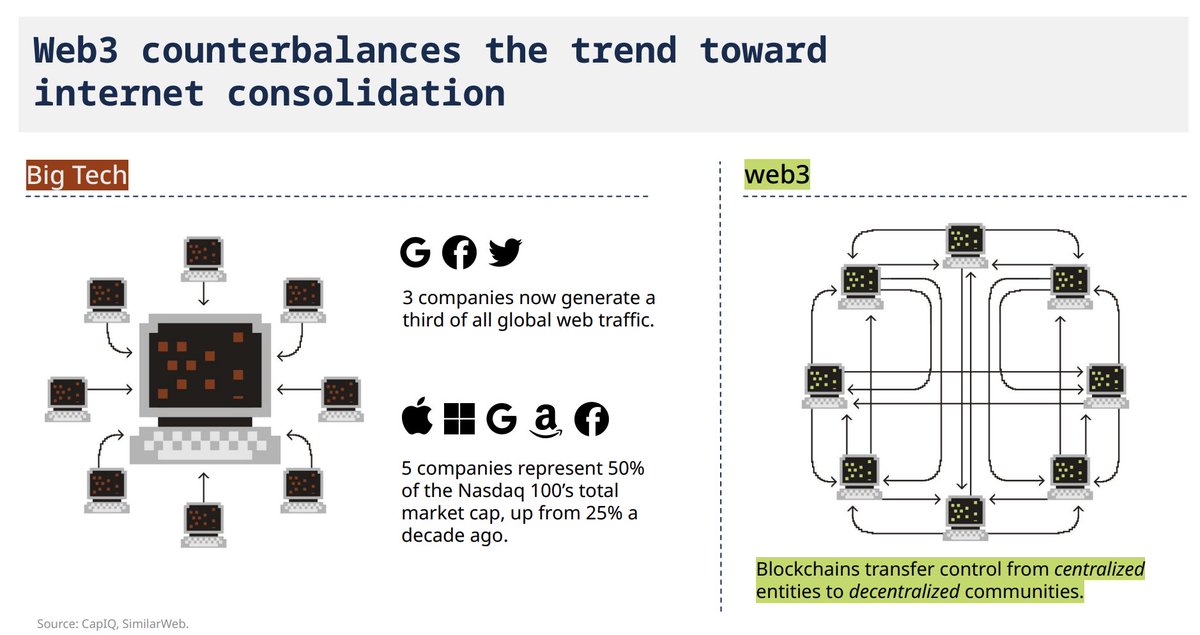 Web3 counterbalances the trend toward
internet consolidation
Big Tech
3 companies now generate a
third of all global web traffic.
5 companies represent 50%
of the Nasdaq 100’s total
market cap, up from 25% a
decade ago.
web3
Blockchains transfer control from centralized
entities to decentralized communities.
Source: CapIQ, SimilarWeb.